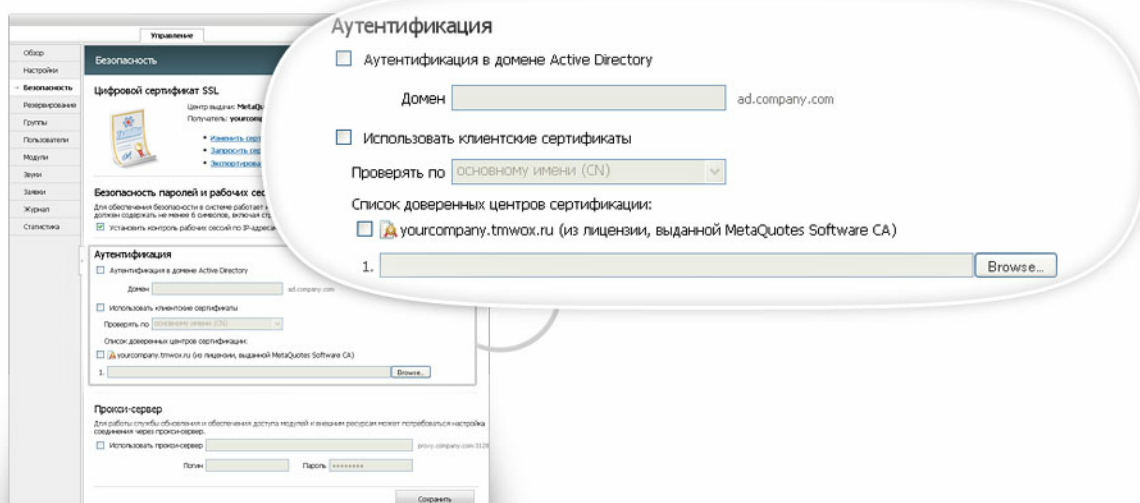 Управление
Обзор
Настройки
Безопасность
Резервирование
Группы
Пользователи
Модули
Звуки
Заявки
Журнал
Статистика
Безопасность
Цифровой сертификат SSL
Центр выдачи: MetaQu
Получатель: yourcomp
Изменить серт
Запросить сер
Экспортирова
Безопасность паролей и рабочих сес
Для обеспечения безопасности в системе работает
должен содержать не менее 6 символов, включая стр
Установить контроль рабочих сессий по IP-адреса
Аутентификация
Аутентификация в домене Active Directory
Домен ad.company.com
Использовать клиентские сертификаты
Проверять по основному имени (CN)
Список доверенных центров сертификации:
yourcompany.tmwox.ru (из лицензии, выданной MetaQuotes Software CA)
1. Browse...
Прокси-сервер
Для работы службы обновления и обеспечения доступа модулей к внешним ресурсам может потребоваться настройка
соединения через прокси-сервер.
Использовать прокси-сервер proxy.company.com:3128
Логин Пароль ••••••••
Сохранить
Аутентификация
Аутентификация в домене Active Directory
Домен ad.company.com
Использовать клиентские сертификаты
Проверять по основному имени (CN)
Список доверенных центров сертификации:
yourcompany.tmwox.ru (из лицензии, выданной MetaQuotes Software CA)
1. Browse...